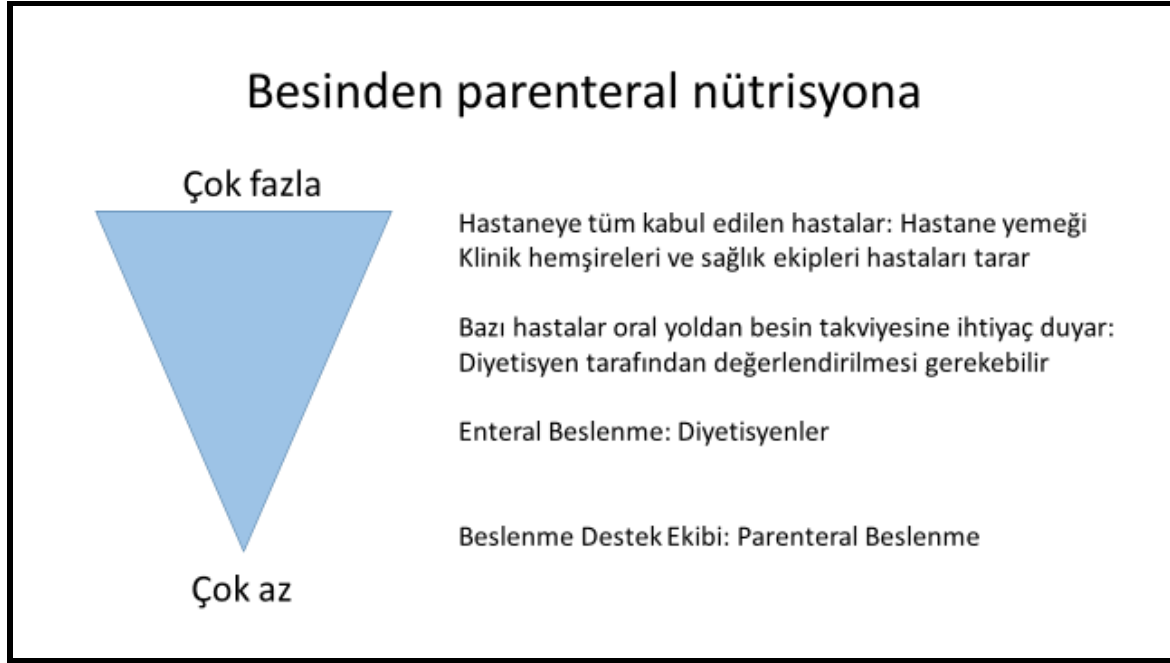 Besinden parenteral nütrisyona
Çok fazla
Hastaneye tüm kabul edilen hastalar: Hastane yemeği
Klinik hemşireleri ve sağlık ekipleri hastaları tarar
Bazı hastalar oral yoldan besin takviyesine ihtiyaç duyar:
Diyetisyen tarafından değerlendirilmesi gerekebilir
Enteral Beslenme: Diyetisyenler
Beslenme Destek Ekibi: Parenteral Beslenme
Çok az